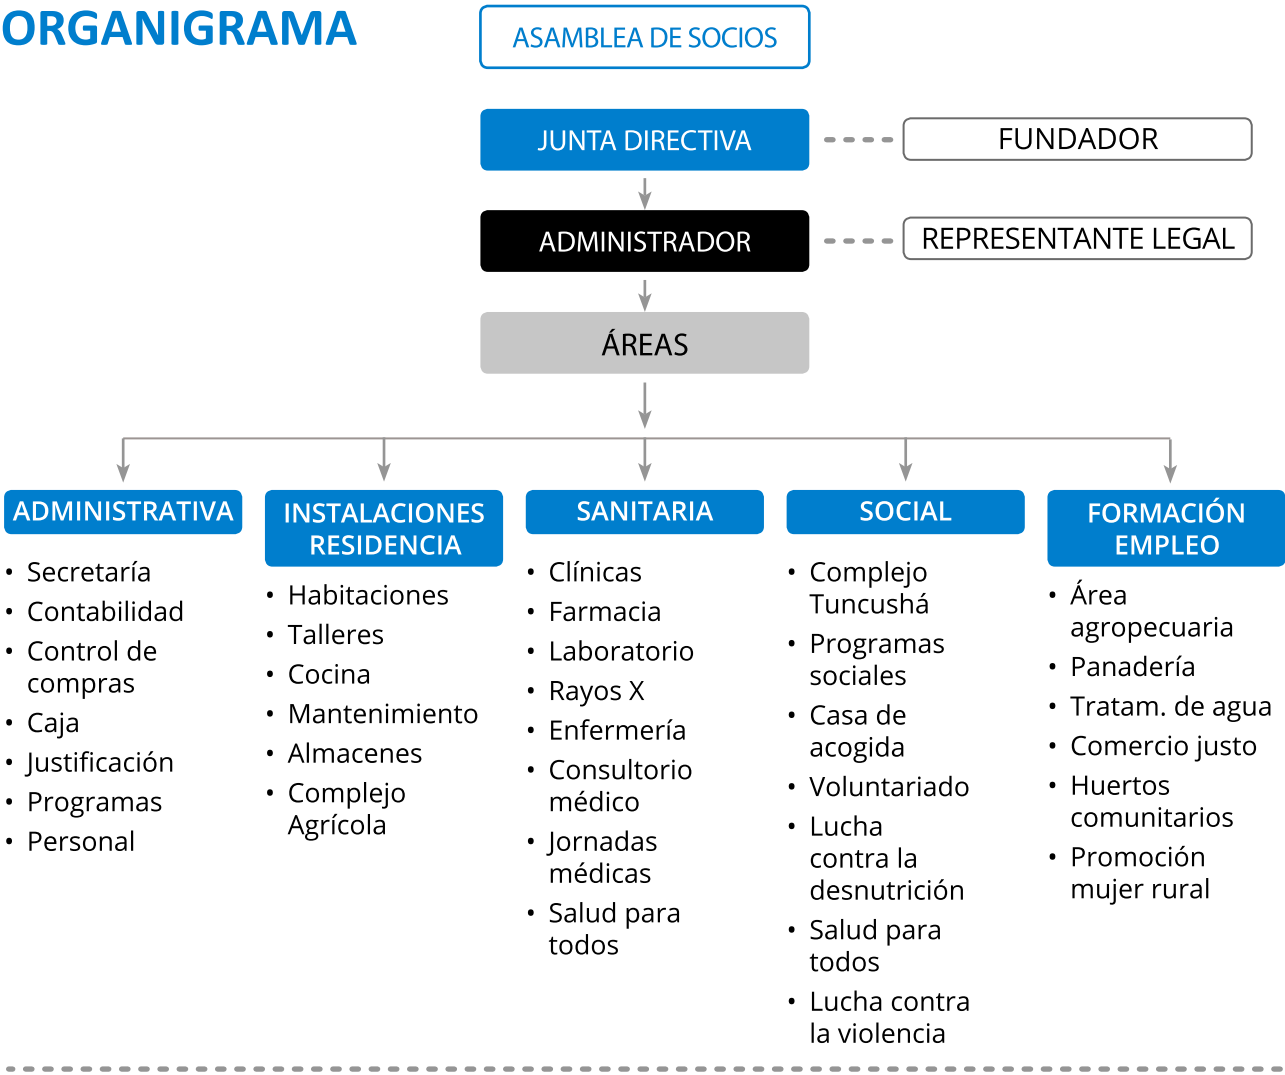 ORGANIGRAMA
ASAMBLEA DE SOCIOS
JUNTA DIRECTIVA
FUNDADOR
ADMINISTRADOR
REPRESENTANTE LEGAL
ÁREAS
ADMINISTRATIVA
• Secretaría
• Contabilidad
• Control de
compras
• Caja
• Justificación
• Programas
• Personal
INSTALACIONES
RESIDENCIA
• Habitaciones
• Talleres
• Cocina
• Mantenimiento
• Almacenes
• Complejo
Agrícola
SANITARIA
• Clínicas
• Farmacia
• Laboratorio
• Rayos X
• Enfermería
• Consultorio
médico
• Jornadas
médicas
• Salud para
todos
SOCIAL
• Complejo
Tuncushá
• Programas
sociales
• Casa de
acogida
• Voluntariado
• Lucha
contra la
desnutrición
• Salud para
todos
• Lucha contra
la violencia
FORMACIÓN
EMPLEO
• Área
agropecuaria
• Panadería
• Tratam. de agua
• Comercio justo
• Huertos
comunitarios
• Promoción
mujer rural